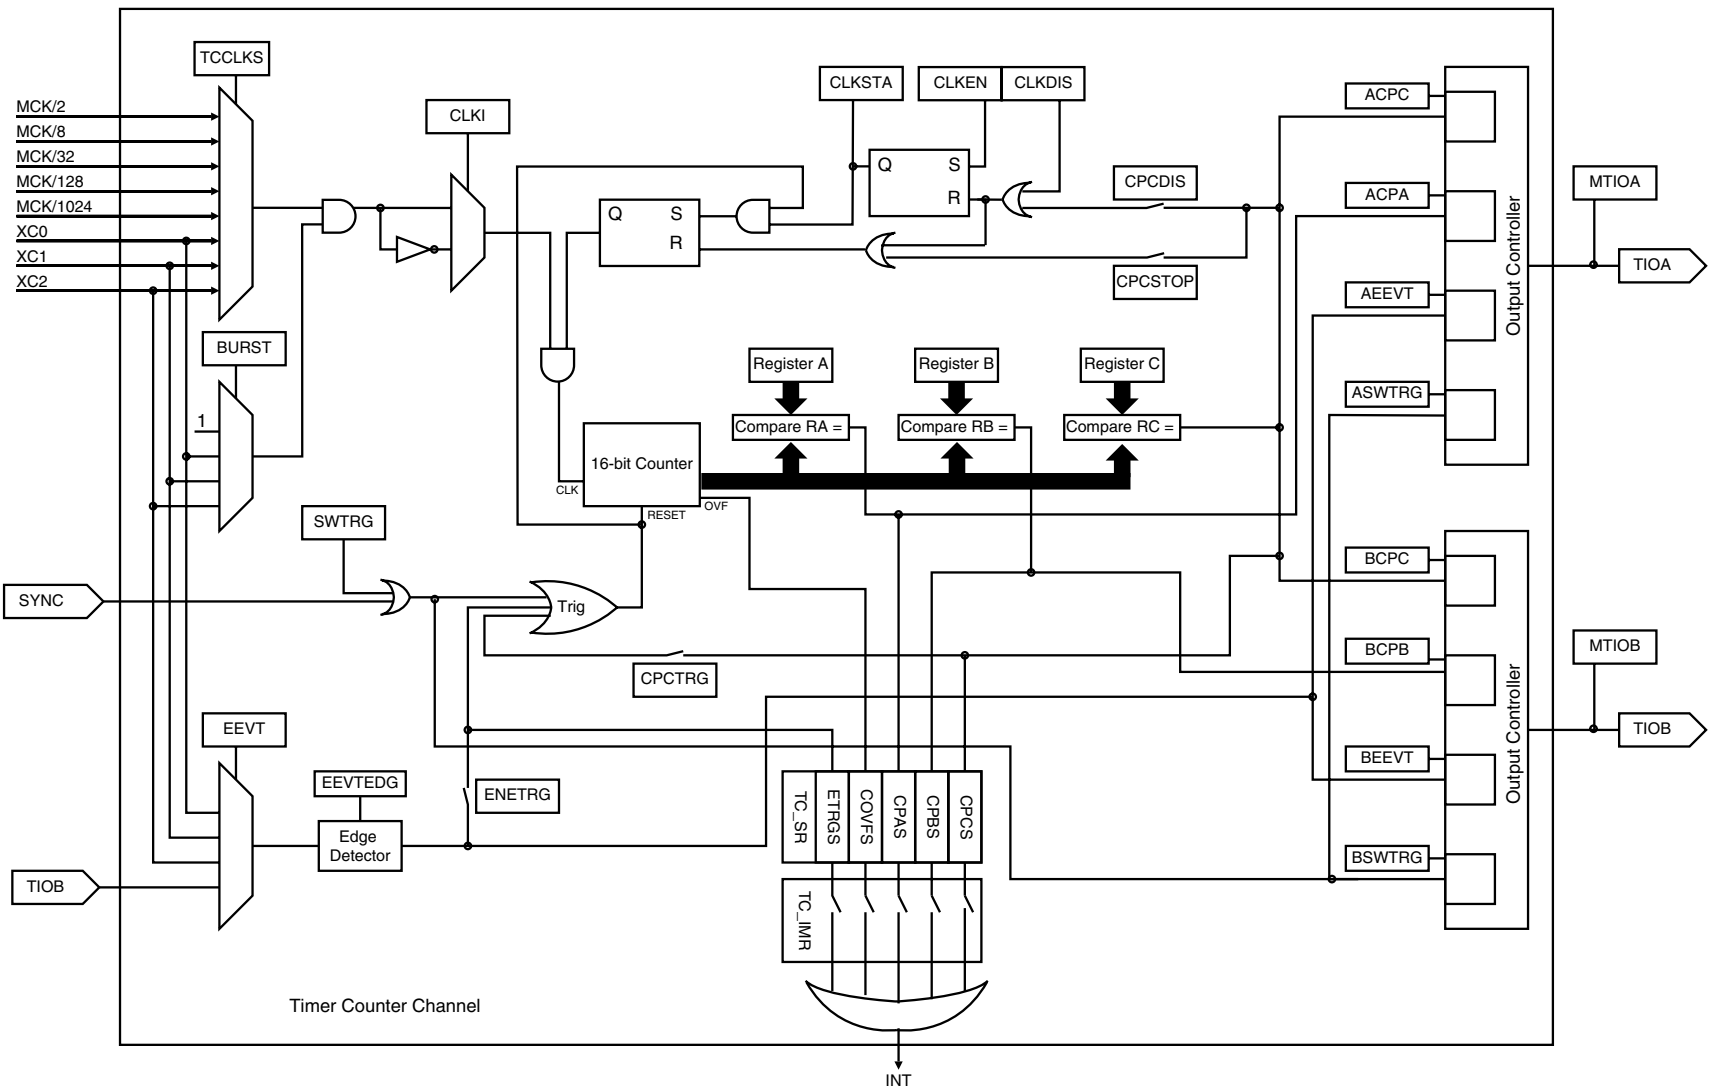 TCCLKS
MCK/2
MCK/8
MCK/32
MCK/128
MCK/1024
XC0
XC1
XC2
CLKI
CLKSTA
CLKEN
CLKDIS
Q
S
R
Q
S
R
CPCDIS
CPCSTOP
ACPC
ACPA
AEEVT
ASWTRG
Output Controller
MTIOA
TIOA
BURST
1
Register A
Register B
Register C
Compare RA =
Compare RB =
Compare RC =
16-bit Counter
CLK
OVF
RESET
SWTRG
SYNC
Trig
CPCTRG
BCPC
BCPB
BEEVT
BSWTRG
Output Controller
MTIOB
TIOB
EEVT
EEVTEDG
Edge
Detector
ENETRG
TIOB
TC_SR
ETRGS
COVFS
CPAS
CPBS
CPCS
TC_IMR
Timer Counter Channel
INT